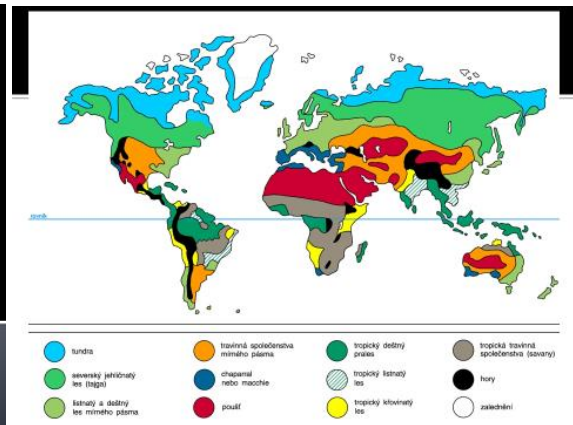 rovník
tundra
severský jehličnatý
les (tajga)
listnatý a deštný
les mírného pásma
travinná společenstva
mírného pásma
chaparral
nebo macchie
poušť
tropický deštný
prales
tropický listnatý
les
tropický křovinatý
les
tropická travinná
společenstva (savany)
hory
zalednění